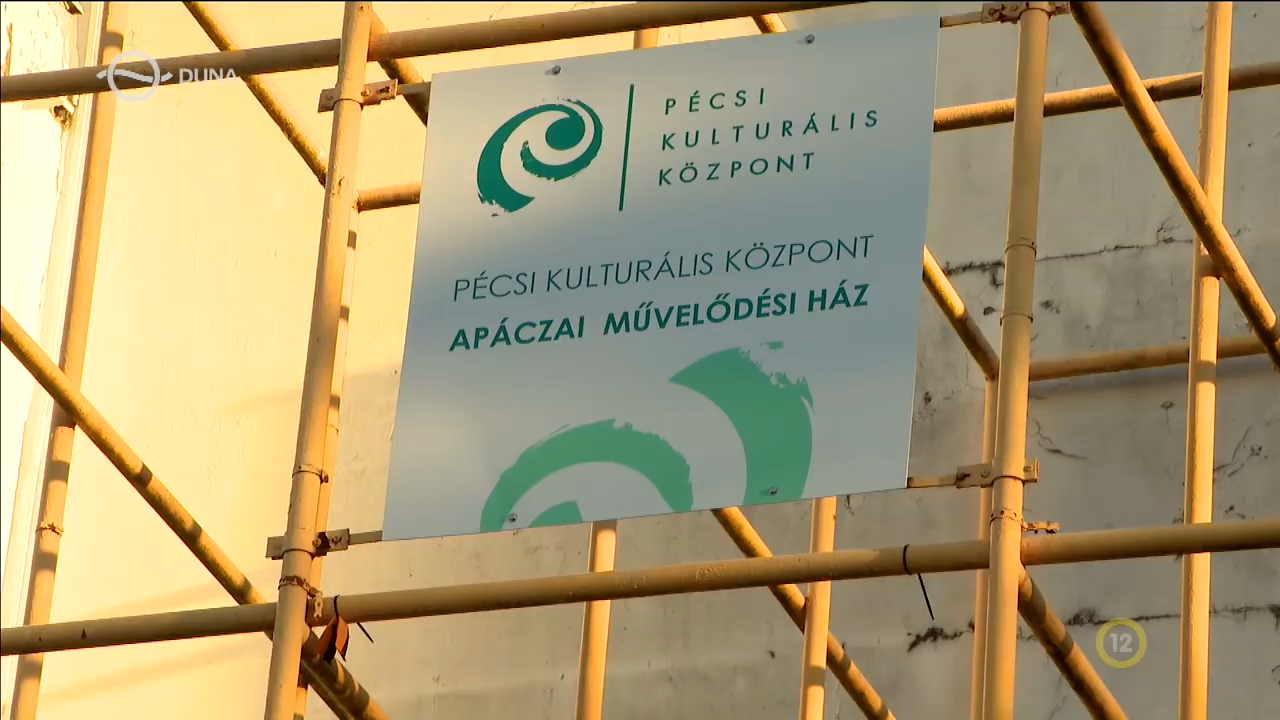 DUNA
PÉCSI
KULTURÁLIS
KÖZPONT
PÉCSI KULTURÁLIS KÖZPONT
APÁCZAI MŰVELŐDÉSI HÁZ
12